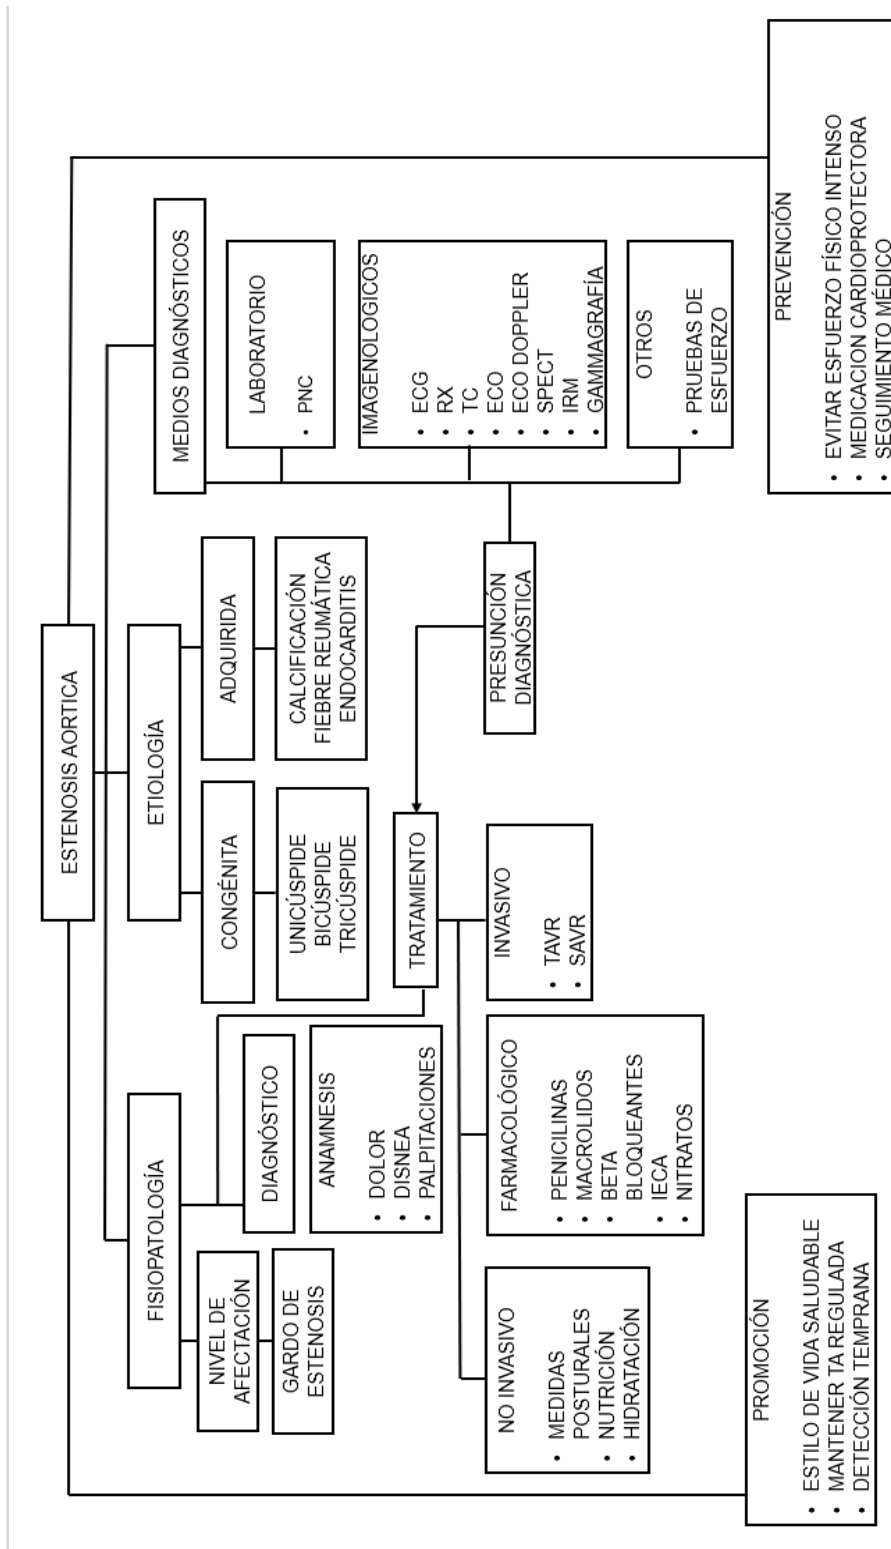 ESTENOSIS AORTICA
FISIOPATOLOGÍA
ETIOLOGÍA
MEDIOS DIAGNÓSTICOS
NIVEL DE
AFECTACIÓN
GARDO DE
ESTENOSIS
DIAGNÓSTICO
ANAMNESIS
• DOLOR
• DISNEA
• PALPITACIONES
CONGÉNITA
UNICÚSPIDE
BICÚSPIDE
TRICÚSPIDE
ADQUIRIDA
CALCIFICACIÓN
FIEBRE REUMÁTICA
ENDOCARDITIS
LABORATORIO
• PNC
IMAGENOLOGICOS
• ECG
• RX
• TC
• ECO
• ECO DOPPLER
• SPECT
• IRM
• GAMMAGRAFÍA
OTROS
• PRUEBAS DE
ESFUERZO
PRESUNCIÓN
DIAGNÓSTICA
TRATAMIENTO
NO INVASIVO
• MEDIDAS
POSTURALES
• NUTRICIÓN
• HIDRATACIÓN
FARMACOLÓGICO
• PENICILINAS
• MACROLIDOS
• BETA
BLOQUEANTES
• IECA
• NITRATOS
INVASIVO
• TAVR
• SAVR
PROMOCIÓN
• ESTILO DE VIDA SALUDABLE
• MANTENER TA REGULADA
• DETECCIÓN TEMPRANA
PREVENCIÓN
• EVITAR ESFUERZO FÍSICO INTENSO
• MEDICACION CARDIOPROTECTORA
• SEGUIMIENTO MÉDICO